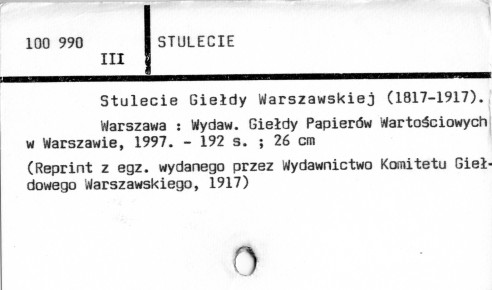 100 990
III
STULECIE
Stulecie Giełdy Warszawskiej (1817-1917).
Warszawa : Wydaw. Giełdy Papierów Wartościowych
w Warszawie, 1997. - 192 s. ; 26 cm
(Reprint z egz. wydanego przez Wydawnictwo Komitetu Gieł-
dowego Warszawskiego, 1917)